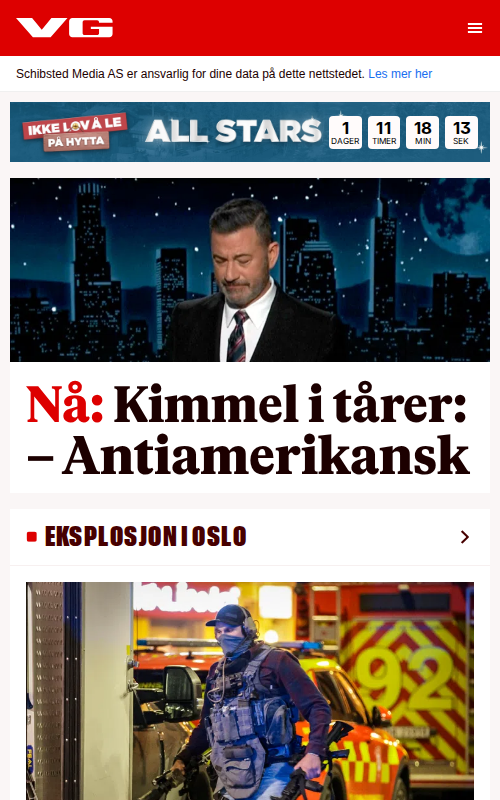 VG
Schibsted Media AS er ansvarlig for dine data på dette nettstedet. Les mer her
IKKE LOV Å LE
PÅ HYTTA
ALL STARS
1
DAGER
11
TIMER
18
MIN
13
SEK
Nå: Kimmel i tårer:
– Antiamerikansk
EKSPLOSJON I OSLO
92